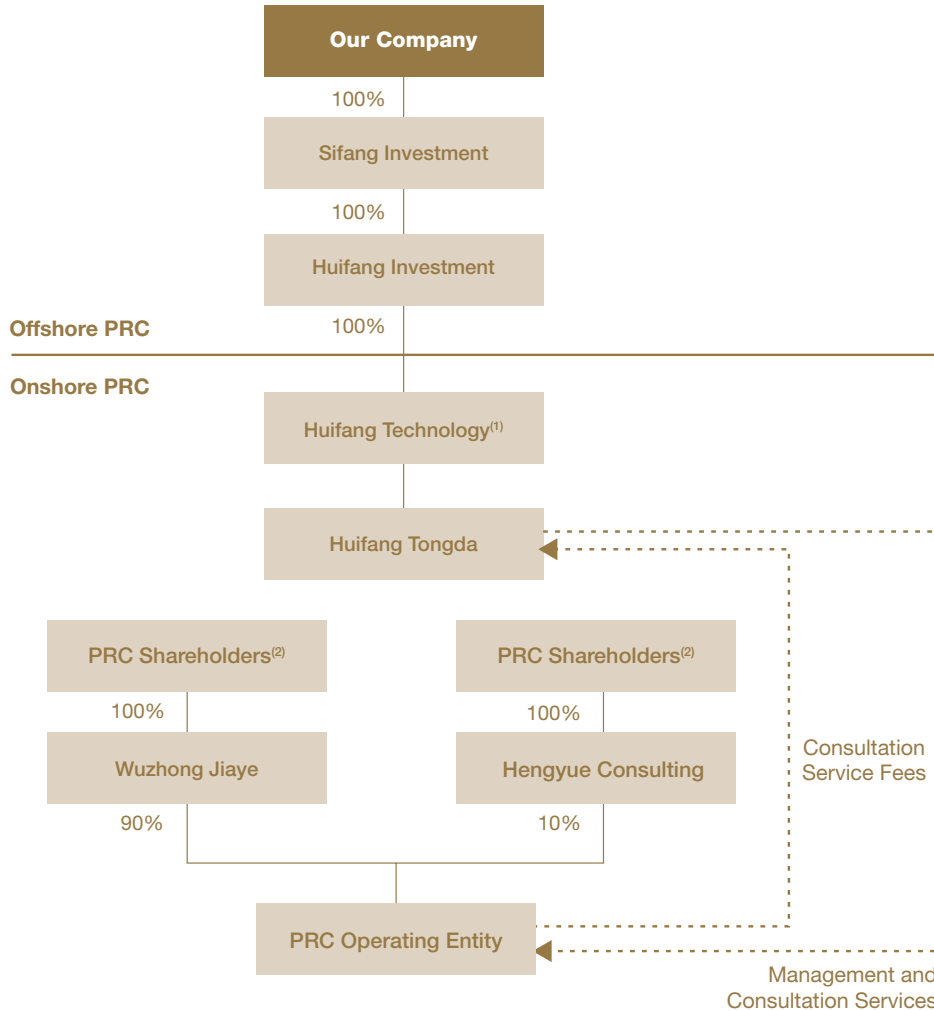 Our Company
100%
Sifang Investment
100%
Huifang Investment
Offshore PRC
100%
Onshore PRC
Huifang Technology(1)
Huifang Tongda
PRC Shareholders(2)
PRC Shareholders(2)
100%
100%
Wuzhong Jiaye
Hengyue Consulting
Consultation
Service Fees
90%
10%
PRC Operating Entity
Management and
Consultation Services